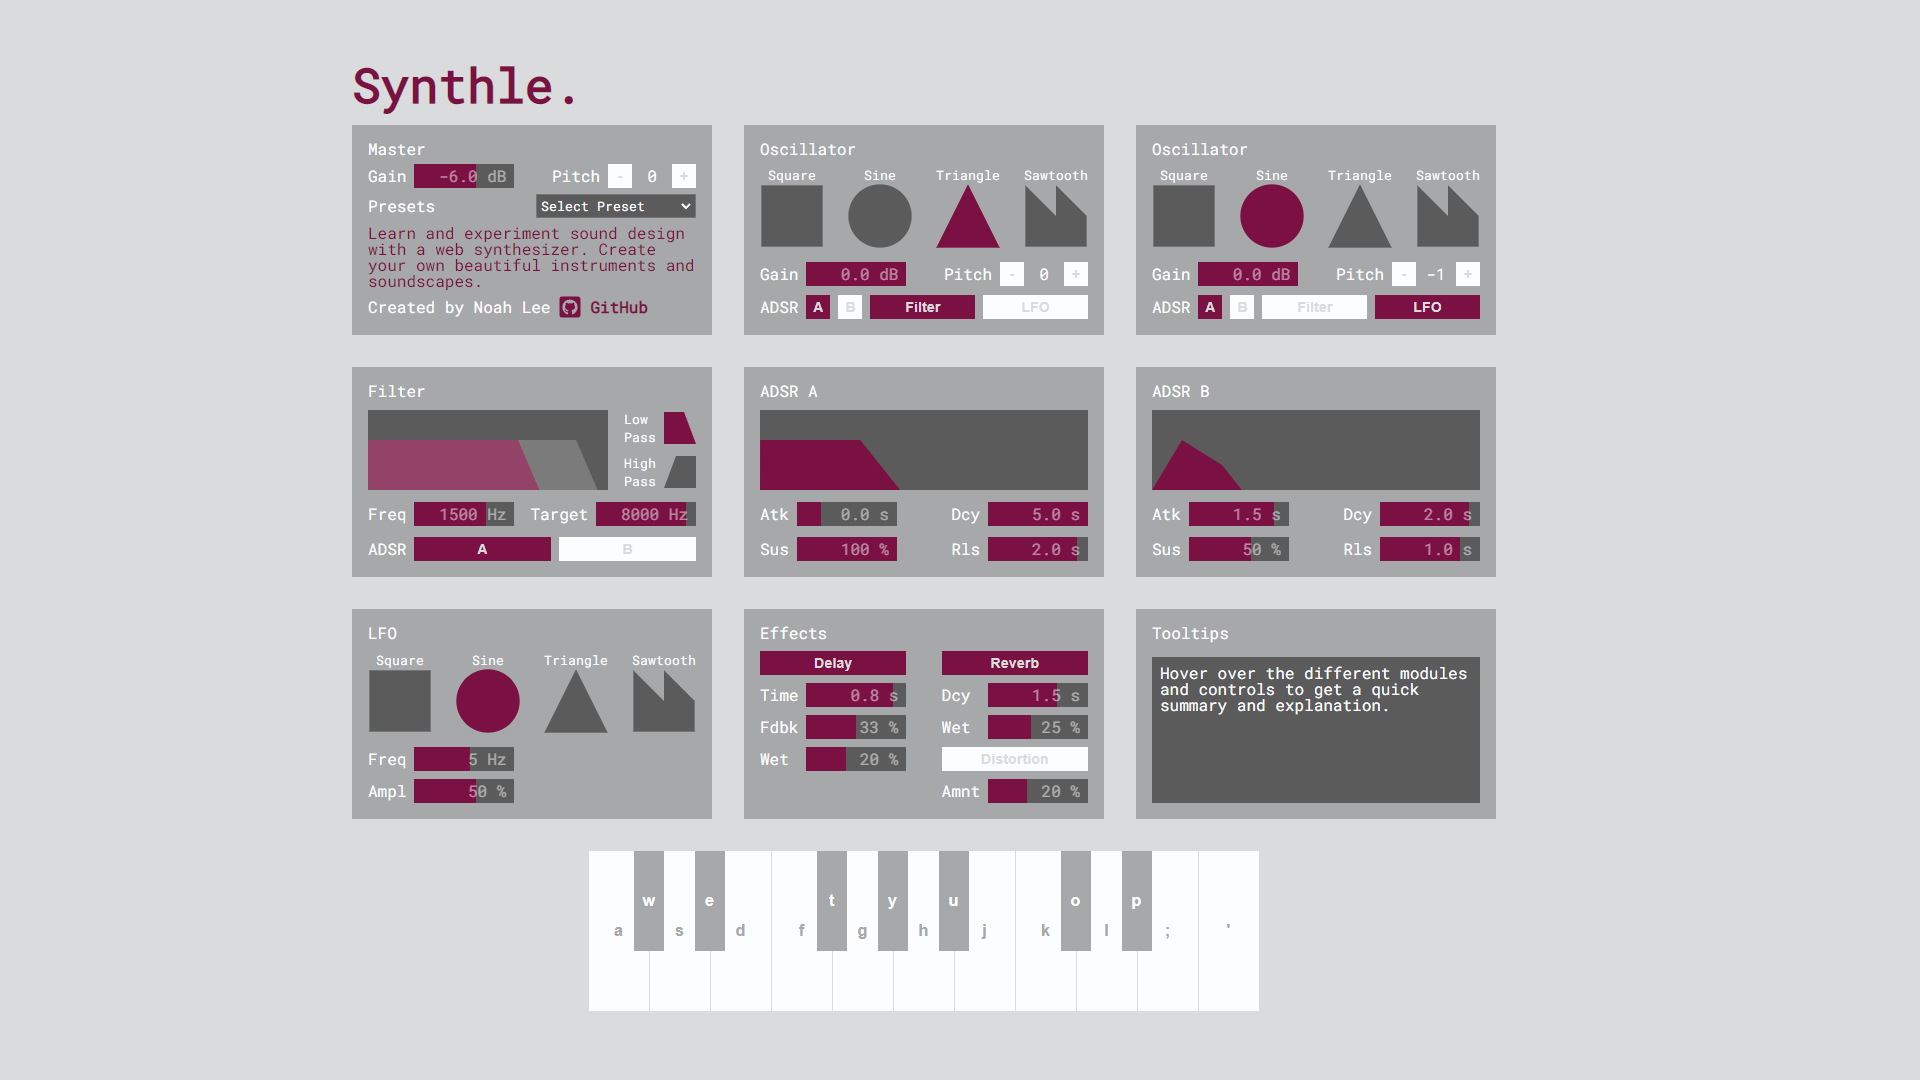 Synthle.
Master
Gain -6.0 dB Pitch - 0 +
Presets Select Preset
Learn and experiment sound design
with a web synthesizer. Create
your own beautiful instruments and
soundscapes.
Created by Noah Lee GitHub
Oscillator
Square Sine Triangle Sawtooth
Gain 0.0 dB Pitch - 0 +
ADSR A B Filter LFO
Oscillator
Square Sine Triangle Sawtooth
Gain 0.0 dB Pitch - -1 +
ADSR A B Filter LFO
Filter
Low
Pass
High
Pass
Freq 1500 Hz Target 8000 Hz
ADSR A B
ADSR A
Atk 0.0 s Dcy 5.0 s
Sus 100 % Rls 2.0 s
ADSR B
Atk 1.5 s Dcy 2.0 s
Sus 50 % Rls 1.0 s
LFO
Square Sine Triangle Sawtooth
Freq 5 Hz
Ampl 50 %
Effects
Delay Reverb
Time 0.8 s Dcy 1.5 s
Fdbk 33 % Wet 25 %
Wet 20 % Distortion
Amnt 20 %
Tooltips
Hover over the different modules
and controls to get a quick
summary and explanation.
w e t y u o p
a s d f g h j k l ; '